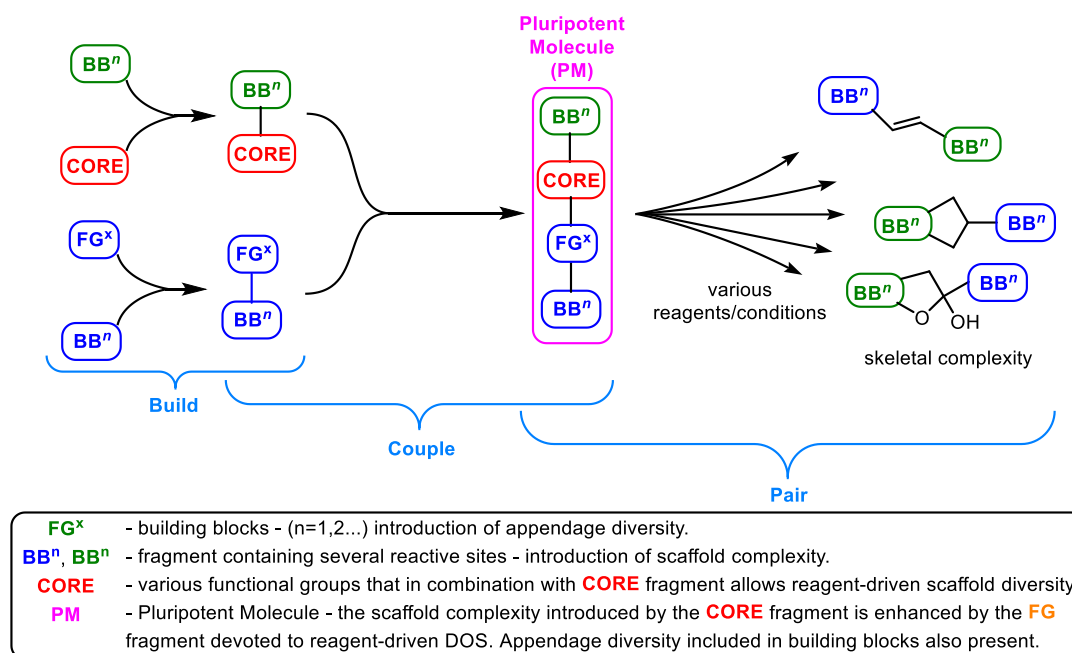 Pluripotent
Molecule
(PM)
BBⁿ
CORE
BBⁿ
CORE
FGˣ
BBⁿ
FGˣ
BBⁿ
BBⁿ
CORE
FGˣ
BBⁿ
various
reagents/conditions
BBⁿ
BBⁿ
BBⁿ
BBⁿ
BBⁿ
BBⁿ
O
OH
skeletal complexity
Build
Couple
Pair
FGˣ - building blocks - (n=1,2...) introduction of appendage diversity.
BBⁿ, BBⁿ - fragment containing several reactive sites - introduction of scaffold complexity.
CORE - various functional groups that in combination with CORE fragment allows reagent-driven scaffold diversity
PM - Pluripotent Molecule - the scaffold complexity introduced by the CORE fragment is enhanced by the FG
fragment devoted to reagent-driven DOS. Appendage diversity included in building blocks also present.